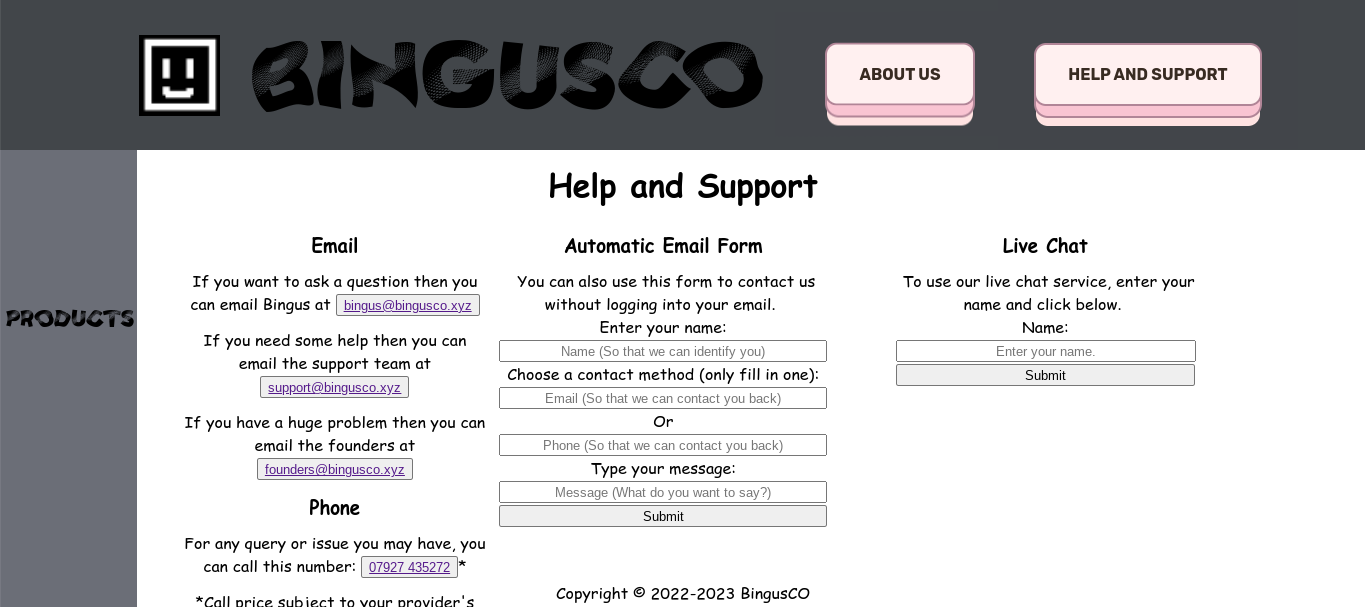 BINGUSCO
ABOUT US
HELP AND SUPPORT
PRODUCTS
Help and Support
Email
If you want to ask a question then you
can email Bingus at bingus@bingusco.xyz
If you need some help then you can
email the support team at
support@bingusco.xyz
If you have a huge problem then you can
email the founders at
founders@bingusco.xyz
Phone
For any query or issue you may have, you
can call this number: 07927 435272*
*Call price subject to your provider's
Automatic Email Form
You can also use this form to contact us
without logging into your email.
Enter your name:
Name (So that we can identify you)
Choose a contact method (only fill in one):
Email (So that we can contact you back)
Or
Phone (So that we can contact you back)
Type your message:
Message (What do you want to say?)
Submit
Live Chat
To use our live chat service, enter your
name and click below.
Name:
Enter your name.
Submit
Copyright © 2022-2023 BingusCO